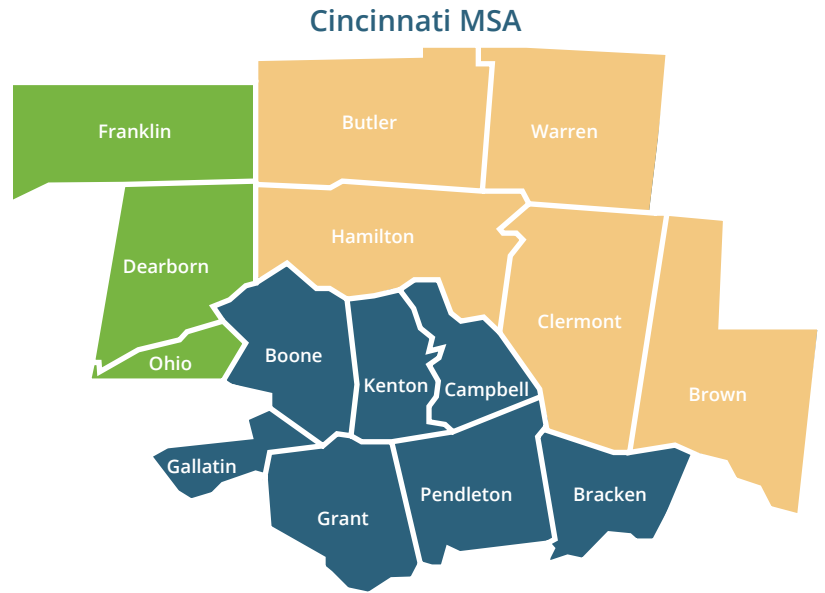 Cincinnati MSA
Franklin
Butler
Warren
Hamilton
Dearborn
Clermont
Ohio
Boone
Kenton
Campbell
Brown
Gallatin
Pendleton
Bracken
Grant